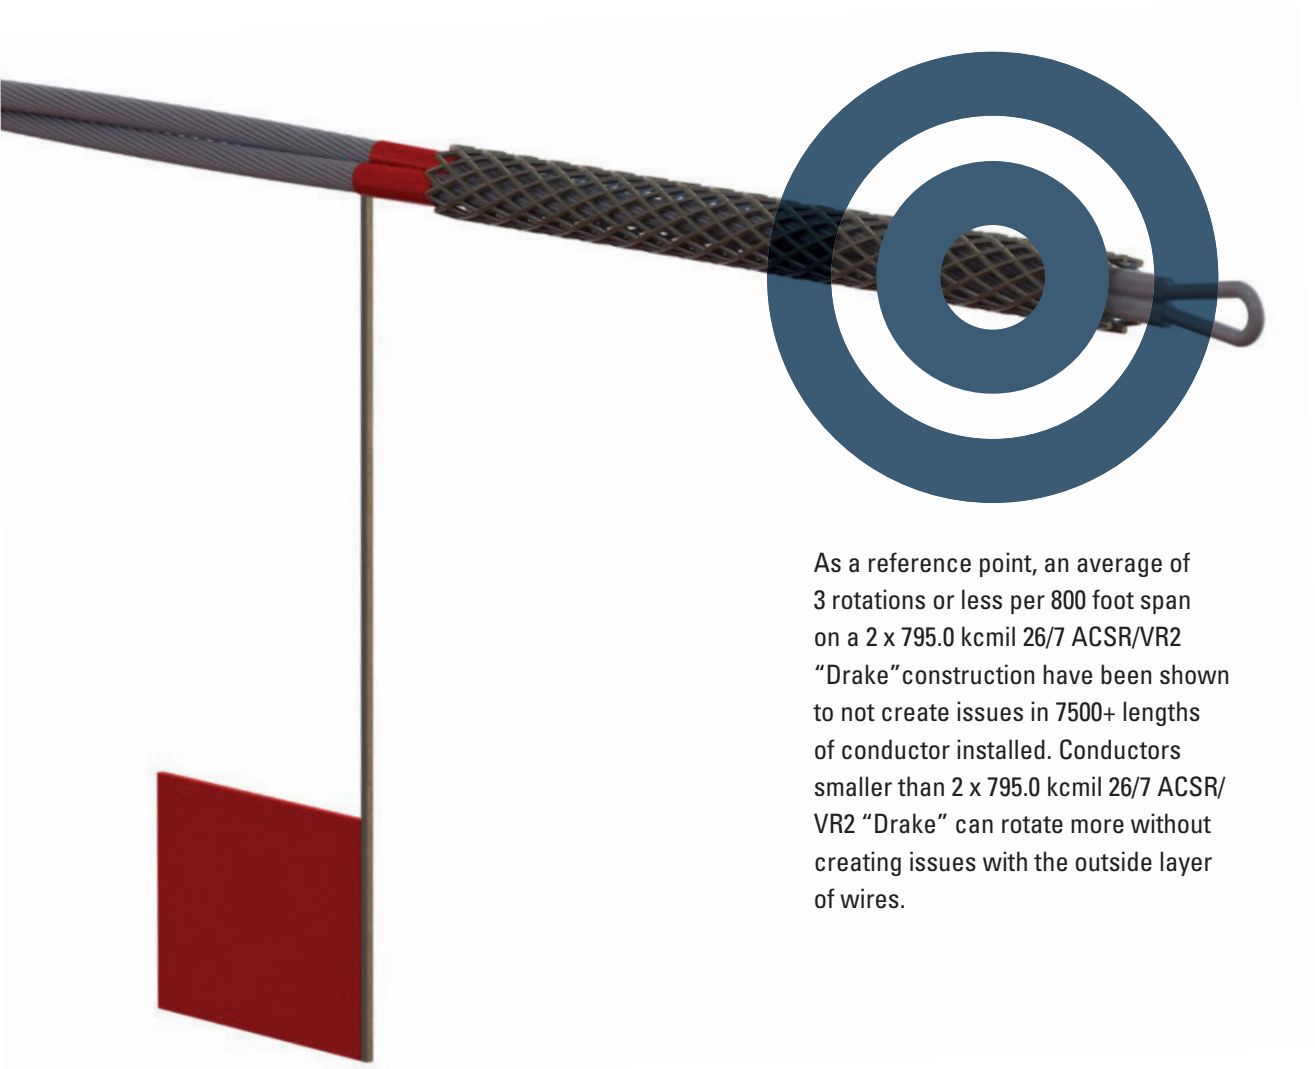 As a reference point, an average of
3 rotations or less per 800 foot span
on a 2 x 795.0 kcmil 26/7 ACSR/VR2
“Drake”construction have been shown
to not create issues in 7500+ lengths
of conductor installed. Conductors
smaller than 2 x 795.0 kcmil 26/7 ACSR/
VR2 “Drake” can rotate more without
creating issues with the outside layer
of wires.